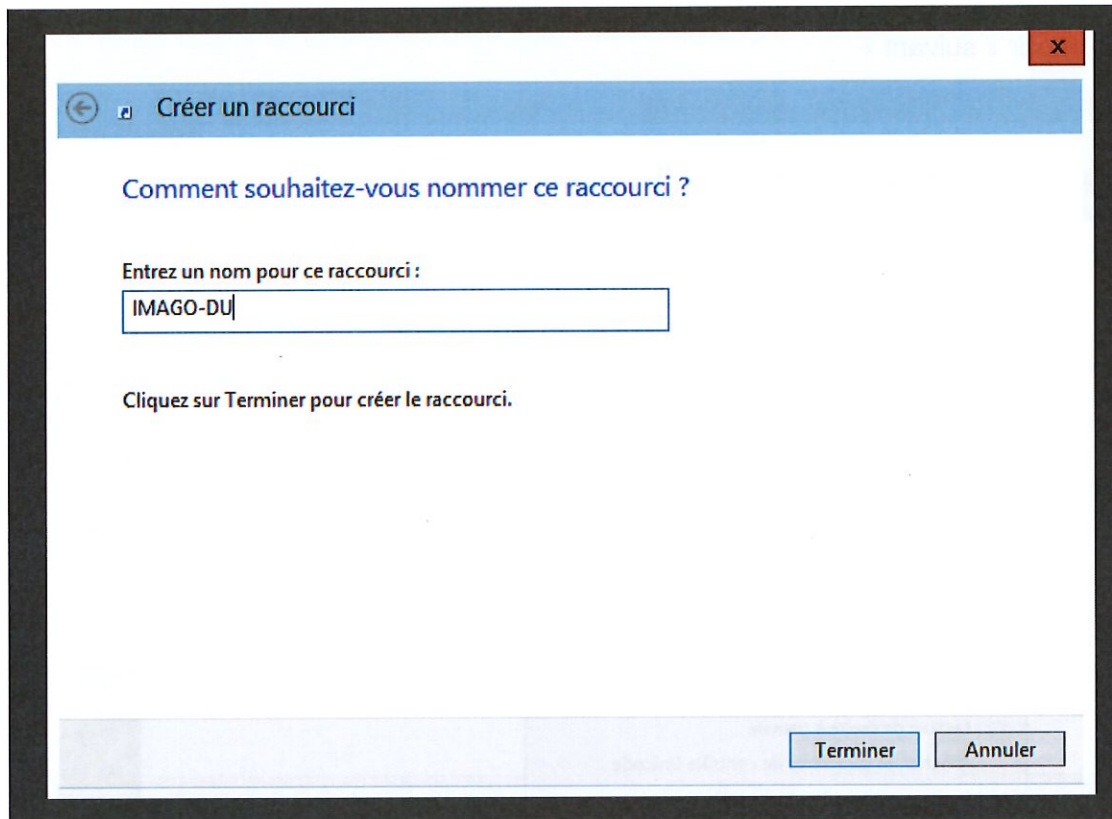 x
Créer un raccourci
Comment souhaitez-vous nommer ce raccourci ?
Entrez un nom pour ce raccourci :
IMAGO-DU
Cliquez sur Terminer pour créer le raccourci.
Terminer
Annuler